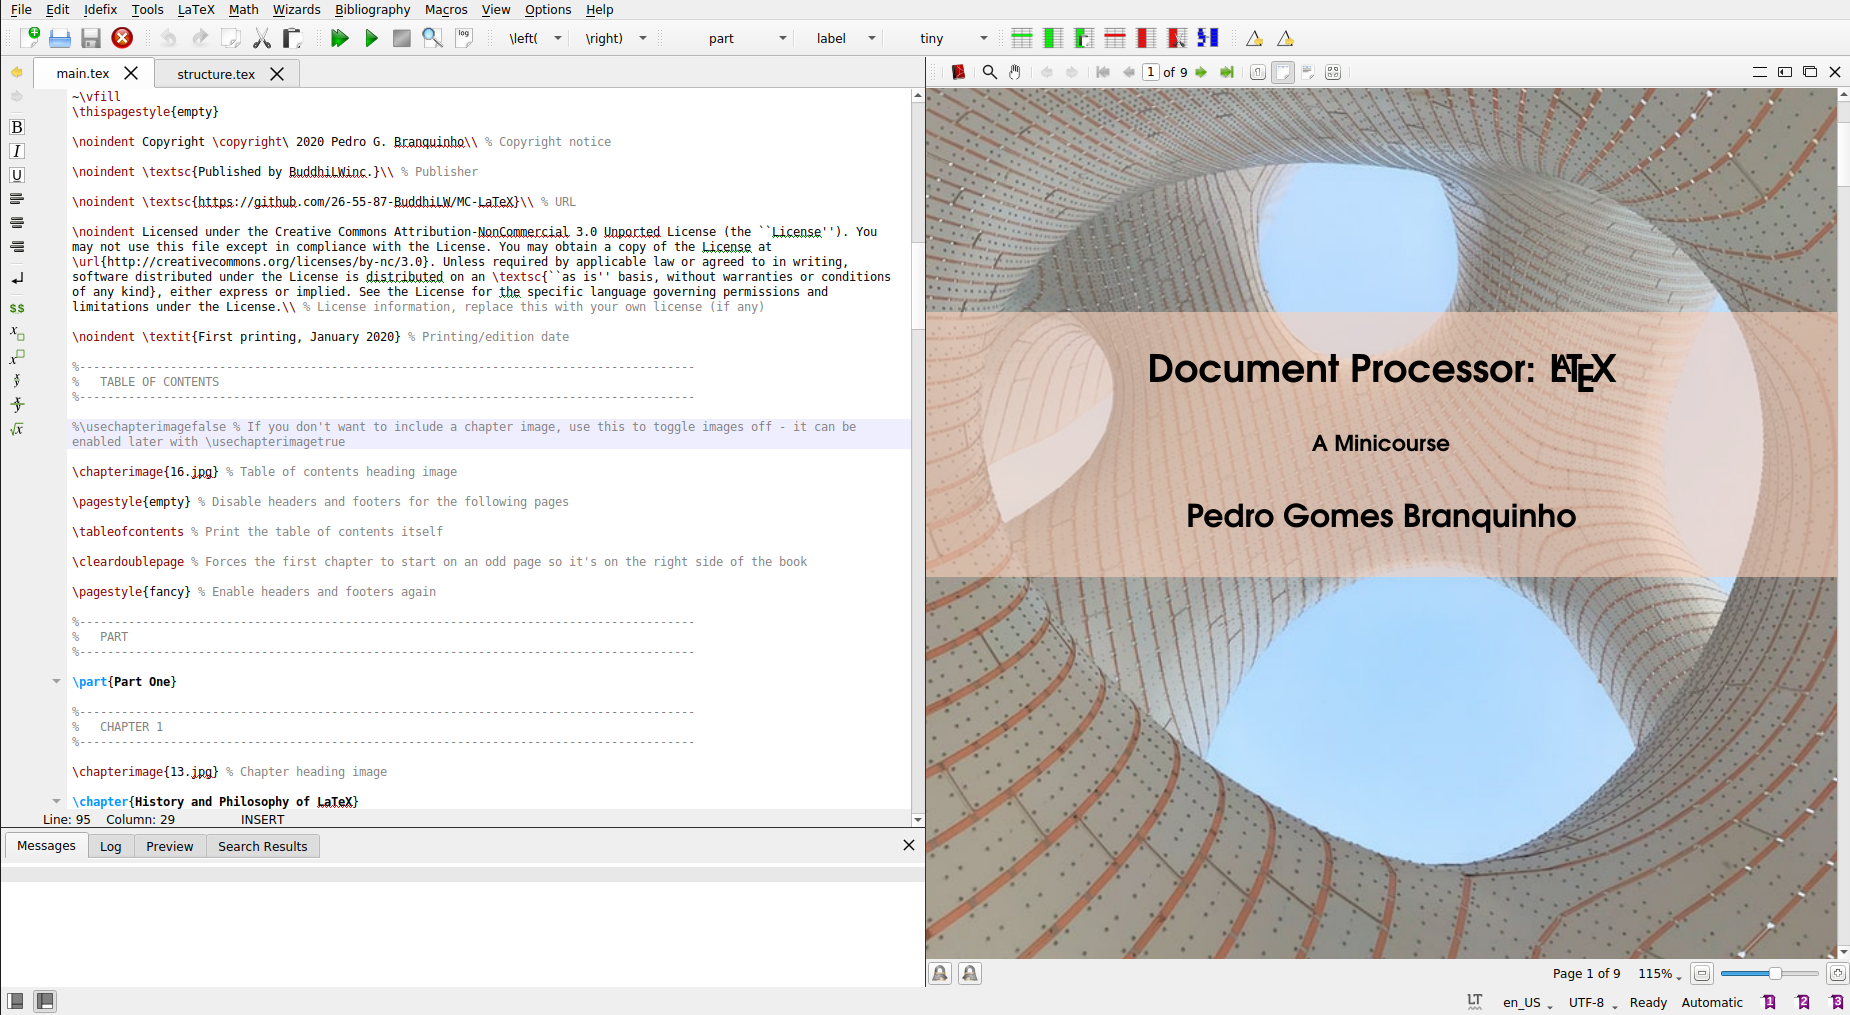 File Edit Idefix Tools LaTeX Math Wizards Bibliography Macros View Options Help
log \left( \right) part label tiny
main.tex structure.tex
1 of 9
B
I
U
~\vfill
\thispagestyle{empty}
\noindent Copyright \copyright\ 2020 Pedro G. Branquinho\\ % Copyright notice
\noindent \textsc{Published by BuddhiLWinc.}\\ % Publisher
\noindent \textsc{https://github.com/26-55-87-BuddhiLW/MC-LaTeX}\\ % URL
\noindent Licensed under the Creative Commons Attribution-NonCommercial 3.0 Unported License (the ``License''). You
may not use this file except in compliance with the License. You may obtain a copy of the License at
\url{http://creativecommons.org/licenses/by-nc/3.0}. Unless required by applicable law or agreed to in writing,
software distributed under the License is distributed on an \textsc{``as is'' basis, without warranties or conditions
of any kind}, either express or implied. See the License for the specific language governing permissions and
limitations under the License.\\ % License information, replace this with your own license (if any)
\noindent \textit{First printing, January 2020} % Printing/edition date
%----------------------------------------------------------------------------------------
% TABLE OF CONTENTS
%----------------------------------------------------------------------------------------
%\usechapterimagefalse % If you don't want to include a chapter image, use this to toggle images off - it can be
enabled later with \usechapterimagetrue
\chapterimage{16.jpg} % Table of contents heading image
\pagestyle{empty} % Disable headers and footers for the following pages
\tableofcontents % Print the table of contents itself
\cleardoublepage % Forces the first chapter to start on an odd page so it's on the right side of the book
\pagestyle{fancy} % Enable headers and footers again
%----------------------------------------------------------------------------------------
% PART
%----------------------------------------------------------------------------------------
\part{Part One}
%----------------------------------------------------------------------------------------
% CHAPTER 1
%----------------------------------------------------------------------------------------
\chapterimage{13.jpg} % Chapter heading image
\chapter{History and Philosophy of LaTeX}
Line: 95 Column: 29 INSERT
Messages Log Preview Search Results
Document Processor: LATEX
A Minicourse
Pedro Gomes Branquinho
Page 1 of 9 115%
LT en_US UTF-8 Ready Automatic 1 2 3